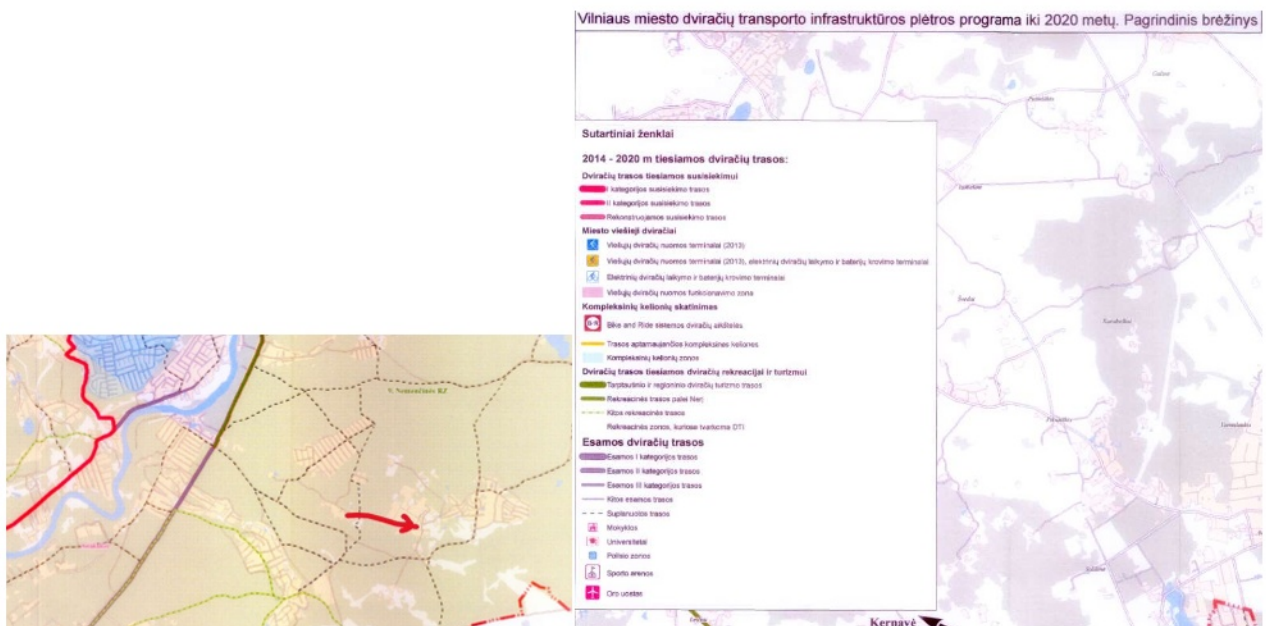 Vilniaus miesto dviračių transporto infrastruktūros plėtros programa iki 2020 metų. Pagrindinis brėžinys
Sutartiniai ženklai
2014 - 2020 m tiesiamos dviračių trasos:
Dviračių trasos tiesiamos susisiekimui
I kategorijos susisiekimo trasos
II kategorijos susisiekimo trasos
Rekonstruojamos susisiekimo trasos
Miesto viešieji dviračiai
Viešųjų dviračių nuomos terminalai (2013)
Viešųjų dviračių nuomos terminalai (2013), elektrinių dviračių laikymo ir baterijų krovimo terminalai
Elektrinių dviračių laikymo ir baterijų krovimo terminalai
Viešųjų dviračių nuomos funkcionavimo zona
Kompleksinių kelionių skatinimas
Bike and Ride sistemos dviračių aikštelės
Trasos aptarnaujančios kompleksines keliones
Kompleksinių kelionių zonos
Dviračių trasos tiesiamos dviračių rekreacijai ir turizmui
Tarptautinio ir regioninio dviračių turizmo trasos
Rekreacinės trasos palei Nerį
Kitos rekreacinės trasos
Rekreacinės zonos, kuriose tvarkoma DTI
Esamos dviračių trasos
Esamos I kategorijos trasos
Esamos II kategorijos trasos
Esamos III kategorijos trasos
Kitos esamos trasos
Suplanuotos trasos
Mokyklos
Universitetai
Poilsio zonos
Sporto arenos
Oro uostas
Kernavė